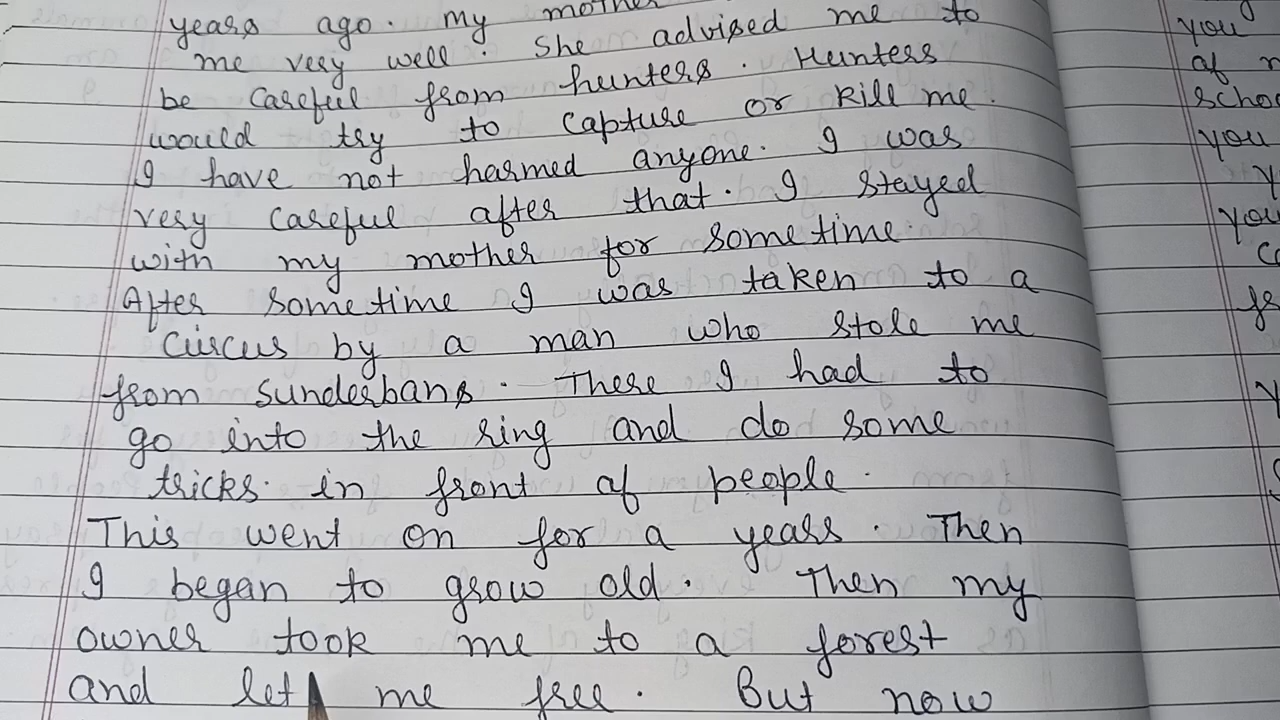 years ago. My mother
me very well. She advised me to
be careful from hunters. Hunters
would try to capture or kill me.
I have not harmed anyone. I was
very careful after that. I stayed
with my mother for sometime.
After sometime I was taken to a
circus by a man who stole me
from sunderbans. There I had to
go into the ring and do some
tricks. in front of people.
This went on for a years. Then
I began to grow old. Then my
owner took me to a forest
and let me free. But now
you
of
you
you